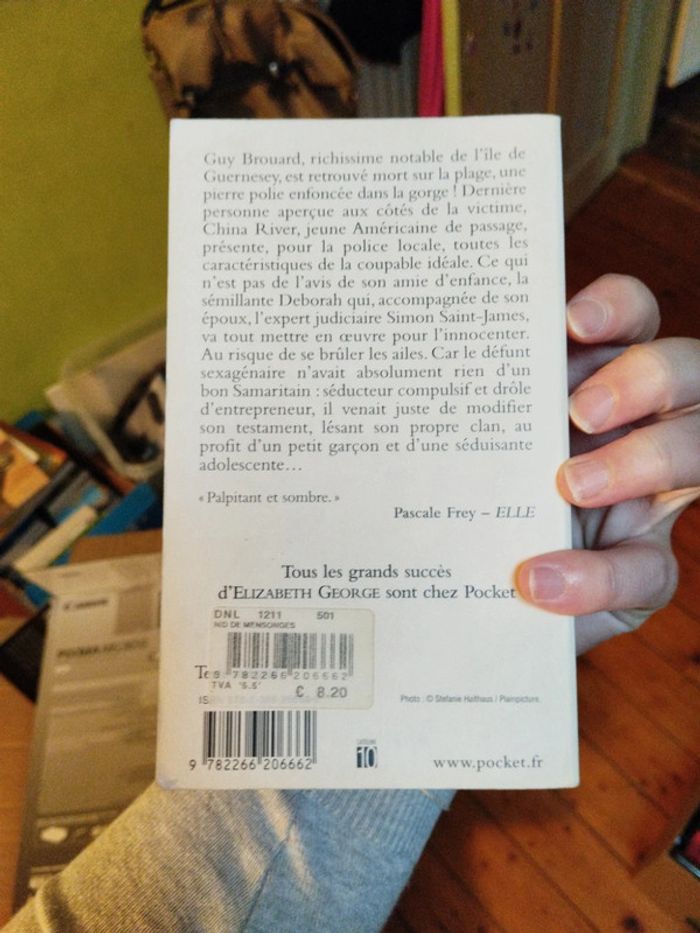 Guy Brouard, richissime notable de l'île de
Guernesey, est retrouvé mort sur la plage, une
pierre polie enfoncée dans la gorge ! Dernière
personne aperçue aux côtés de la victime,
China River, jeune Américaine de passage,
présente, pour la police locale, toutes les
caractéristiques de la coupable idéale. Ce qui
n'est pas de l'avis de son amie d'enfance, la
sémillante Deborah qui, accompagnée de son
époux, l'expert judiciaire Simon Saint-James,
va tout mettre en œuvre pour l'innocenter.
Au risque de se brûler les ailes. Car le défunt
sexagénaire n'avait absolument rien d'un
bon Samaritain : séducteur compulsif et drôle
d'entrepreneur, il venait juste de modifier
son testament, lésant son propre clan, au
profit d'un petit garçon et d'une séduisante
adolescente…
« Palpitant et sombre. »
Pascale Frey – ELLE
Tous les grands succès
d'ELIZABETH GEORGE sont chez Pocket
DNL 1211 501
NID DE MENSONGES
9 782266 206662
TVA '5.5'
€ 8.20
Photo : © Stefanie Halthaus / Plainpicture.
9 782266 206662
10
www.pocket.fr
Canon